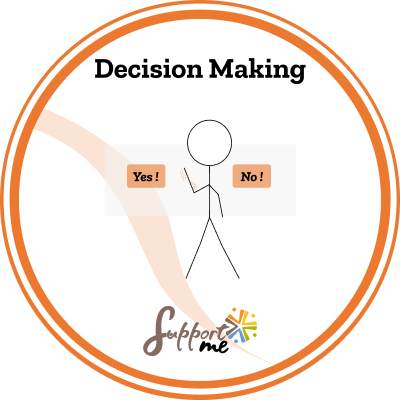 Decision Making
Yes !
No !
Support
me